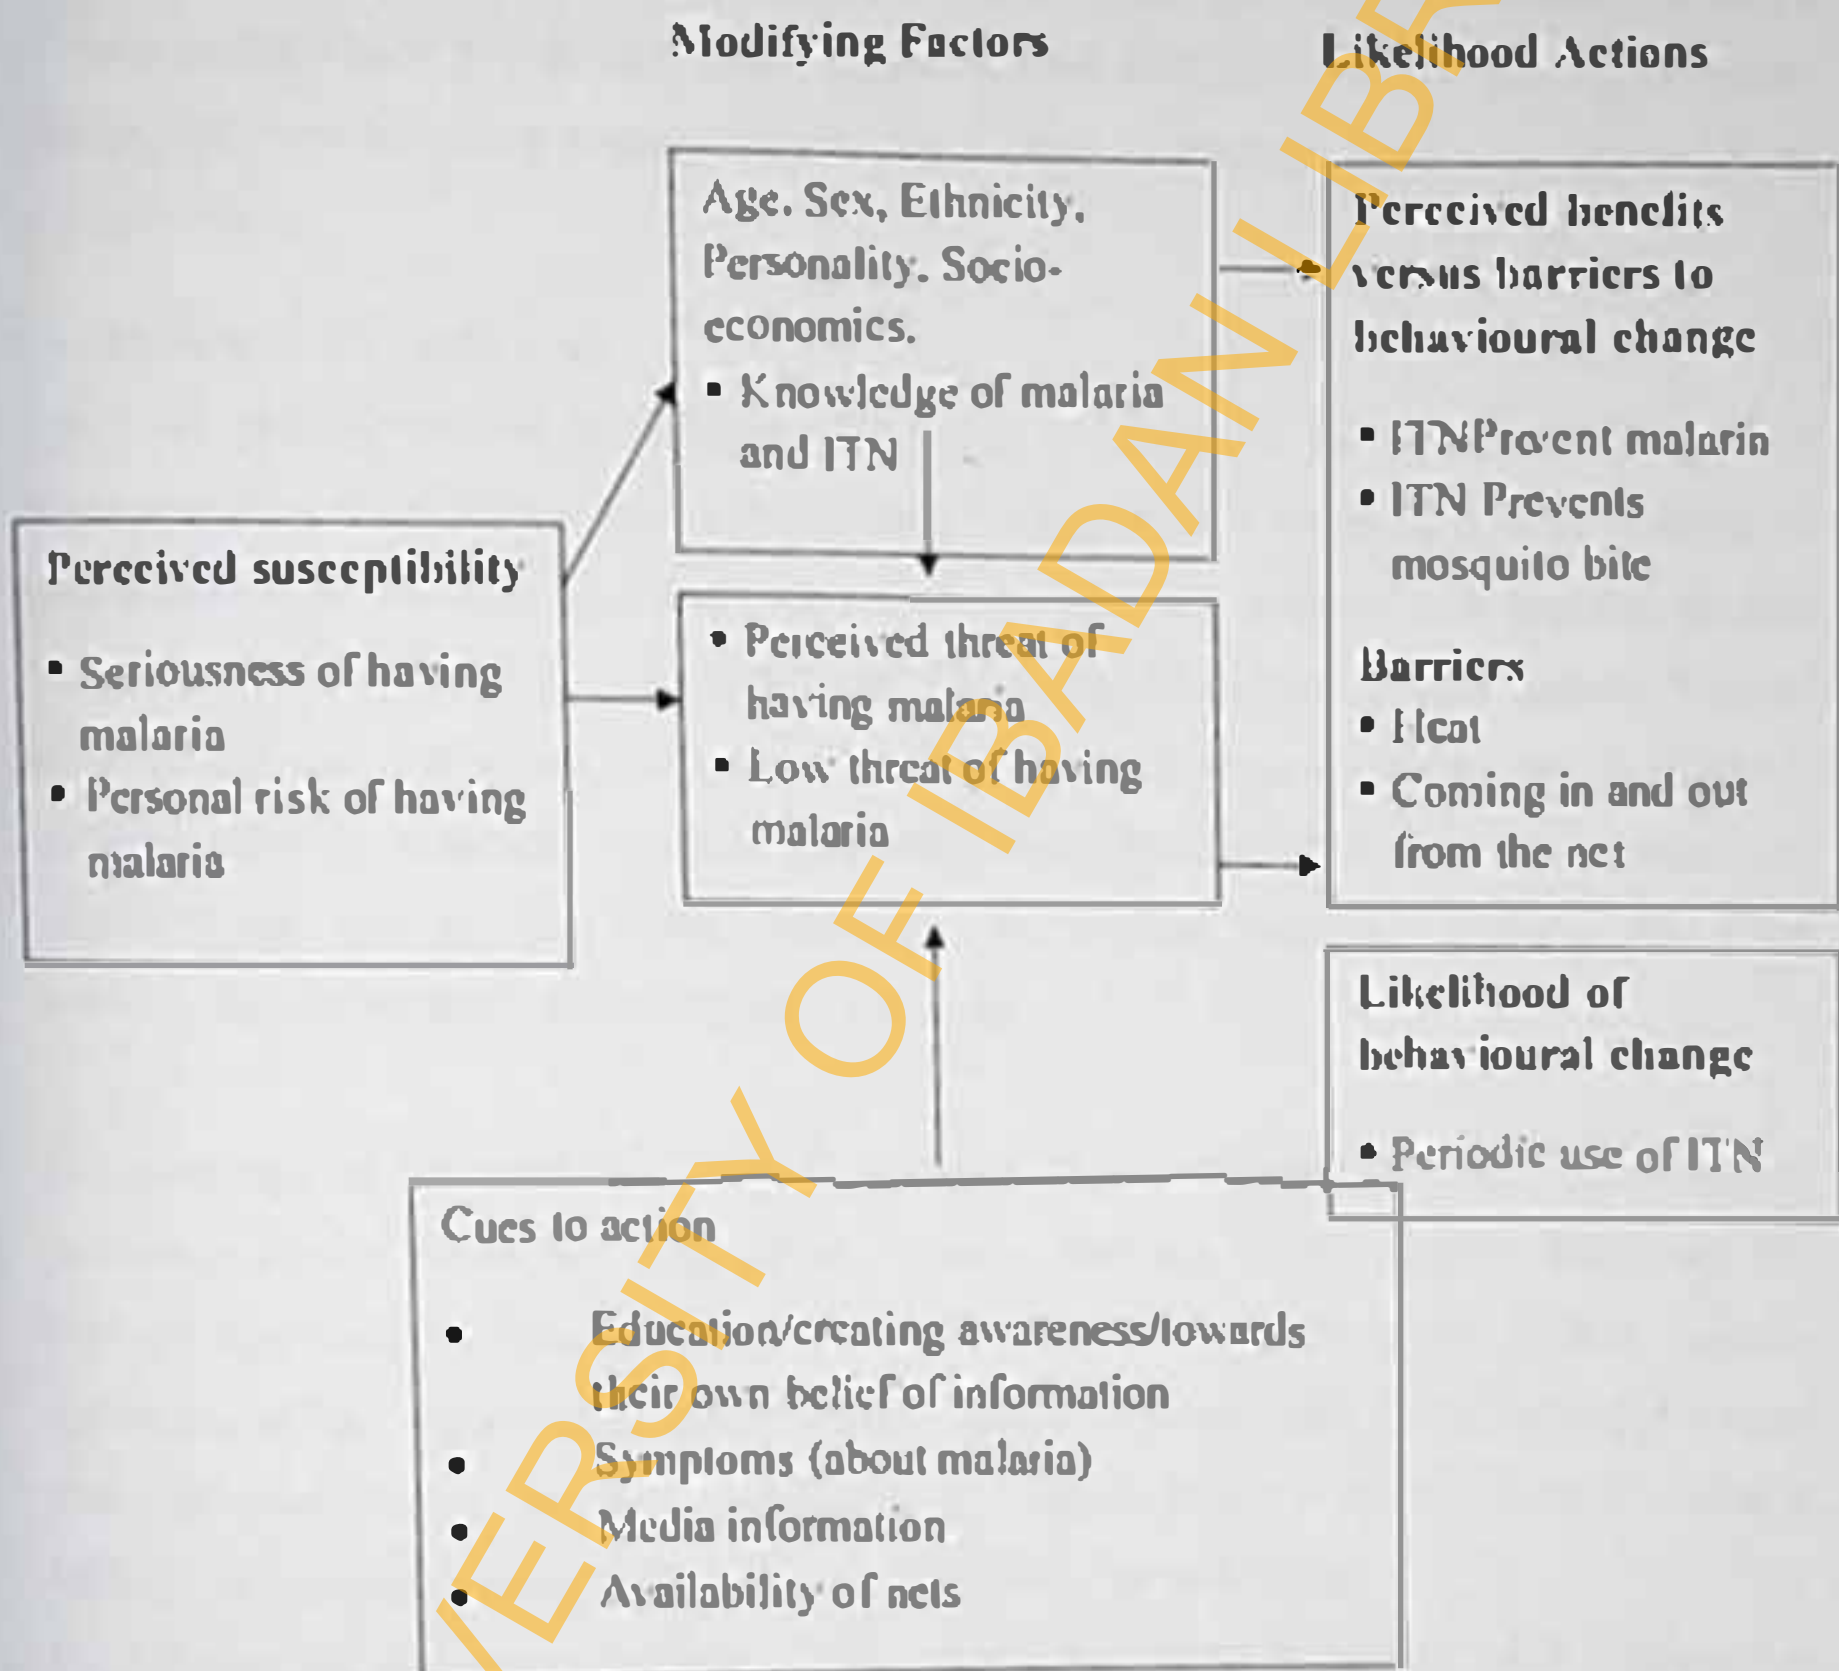 Modifying Factors
Likelihood Actions
Age. Sex, Ethnicity,
Personality. Socio-
economics.
▪ Knowledge of malaria
and ITN
Perceived susceptibility
▪ Seriousness of having
malaria
• Personal risk of having
malaria
• Perceived threat of
having malaria
▪ Low threat of having
malaria
Perceived benefits
versus barriers to
behavioural change
▪ ITNProvent malaria
• ITN Prevents
mosquito bite
Barriers
• Heat
▪ Coming in and out
from the net
Likelihood of
behavioural change
• Periodic use of ITN
Cues to action
• Education/creating awareness/towards
their own belief of information
• Symptoms (about malaria)
• Media information
• Availability of nets
VERSITY OF IBADAN LIBR